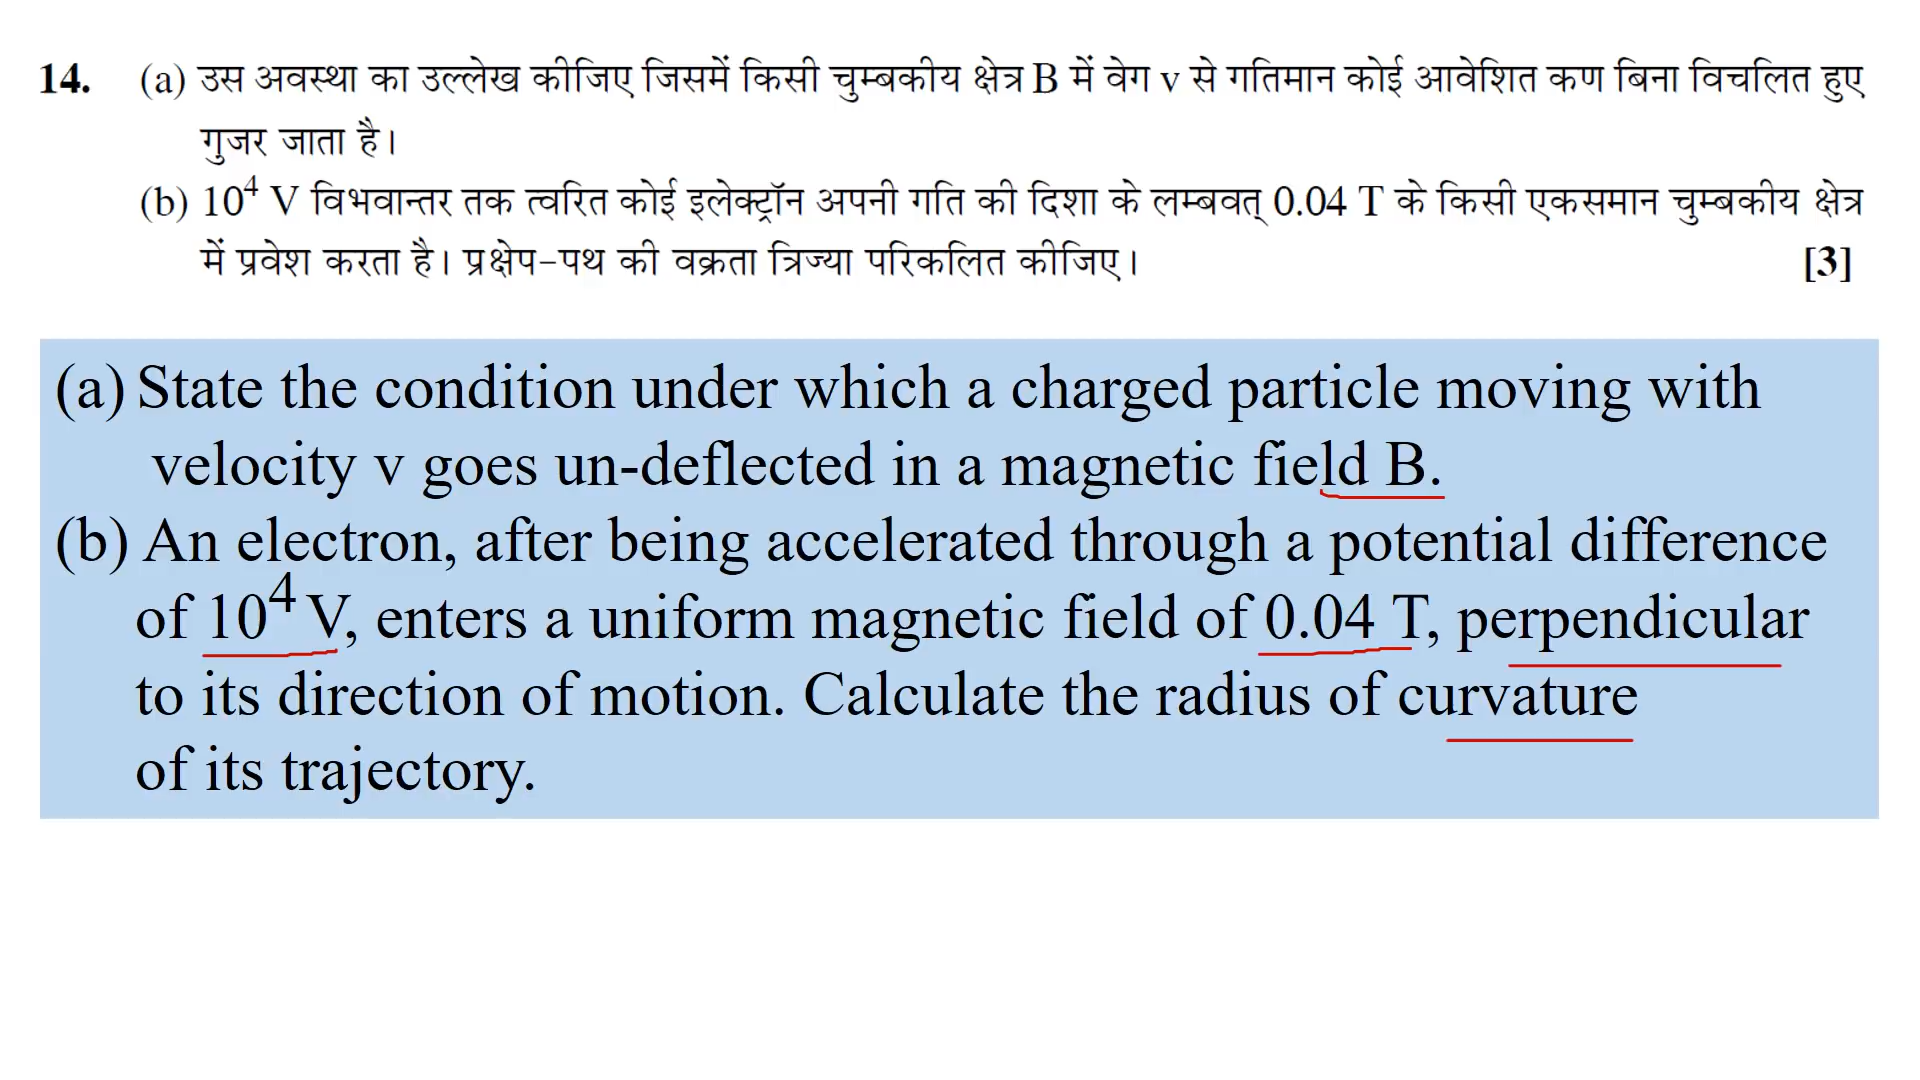 14. (a) उस अवस्था का उल्लेख कीजिए जिसमें किसी चुम्बकीय क्षेत्र B में वेग v से गतिमान कोई आवेशित कण बिना विचलित हुए
गुजर जाता है।
(b) 10⁴ V विभवान्तर तक त्वरित कोई इलेक्ट्रॉन अपनी गति की दिशा के लम्बवत् 0.04 T के किसी एकसमान चुम्बकीय क्षेत्र
में प्रवेश करता है। प्रक्षेप-पथ की वक्रता त्रिज्या परिकलित कीजिए। [3]
(a) State the condition under which a charged particle moving with
velocity v goes un-deflected in a magnetic field B.
(b) An electron, after being accelerated through a potential difference
of 10⁴ V, enters a uniform magnetic field of 0.04 T, perpendicular
to its direction of motion. Calculate the radius of curvature
of its trajectory.